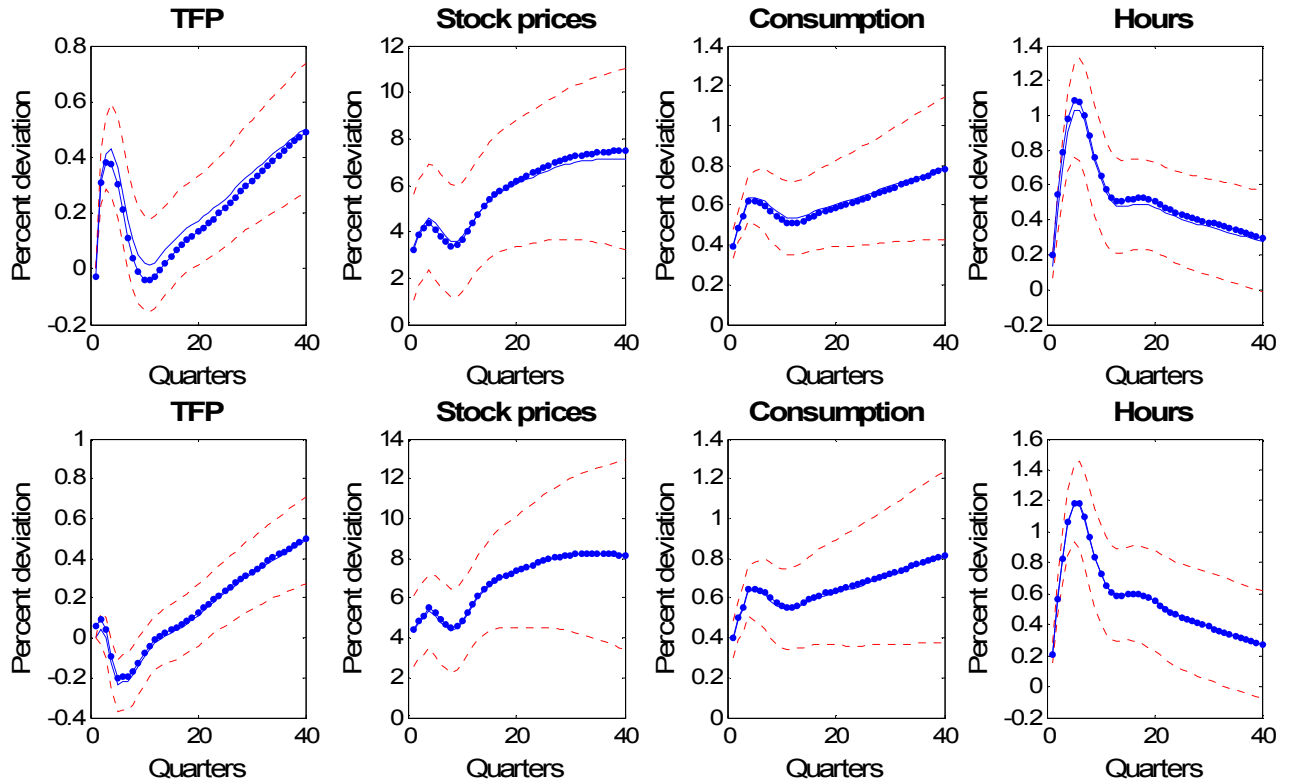 TFP Stock prices Consumption Hours
Percent deviation Percent deviation Percent deviation Percent deviation
0.8 12 1.4 1.4
0.6 10 1.2 1.2
0.4 8 1 1
0.2 6 0.8 0.8
0 4 0.6 0.6
-0.2 2 0.4 0.4
0 0.2 0.2
0 0
-0.2
0 20 40 0 20 40 0 20 40 0 20 40
Quarters Quarters Quarters Quarters
TFP Stock prices Consumption Hours
Percent deviation Percent deviation Percent deviation Percent deviation
1 14 1.4 1.6
0.8 12 1.2 1.4
0.6 10 1 1.2
0.4 8 0.8 1
0.2 6 0.6 0.8
0 4 0.4 0.6
-0.2 2 0.2 0.4
-0.4 0 0 0.2
0
-0.2
0 20 40 0 20 40 0 20 40 0 20 40
Quarters Quarters Quarters Quarters